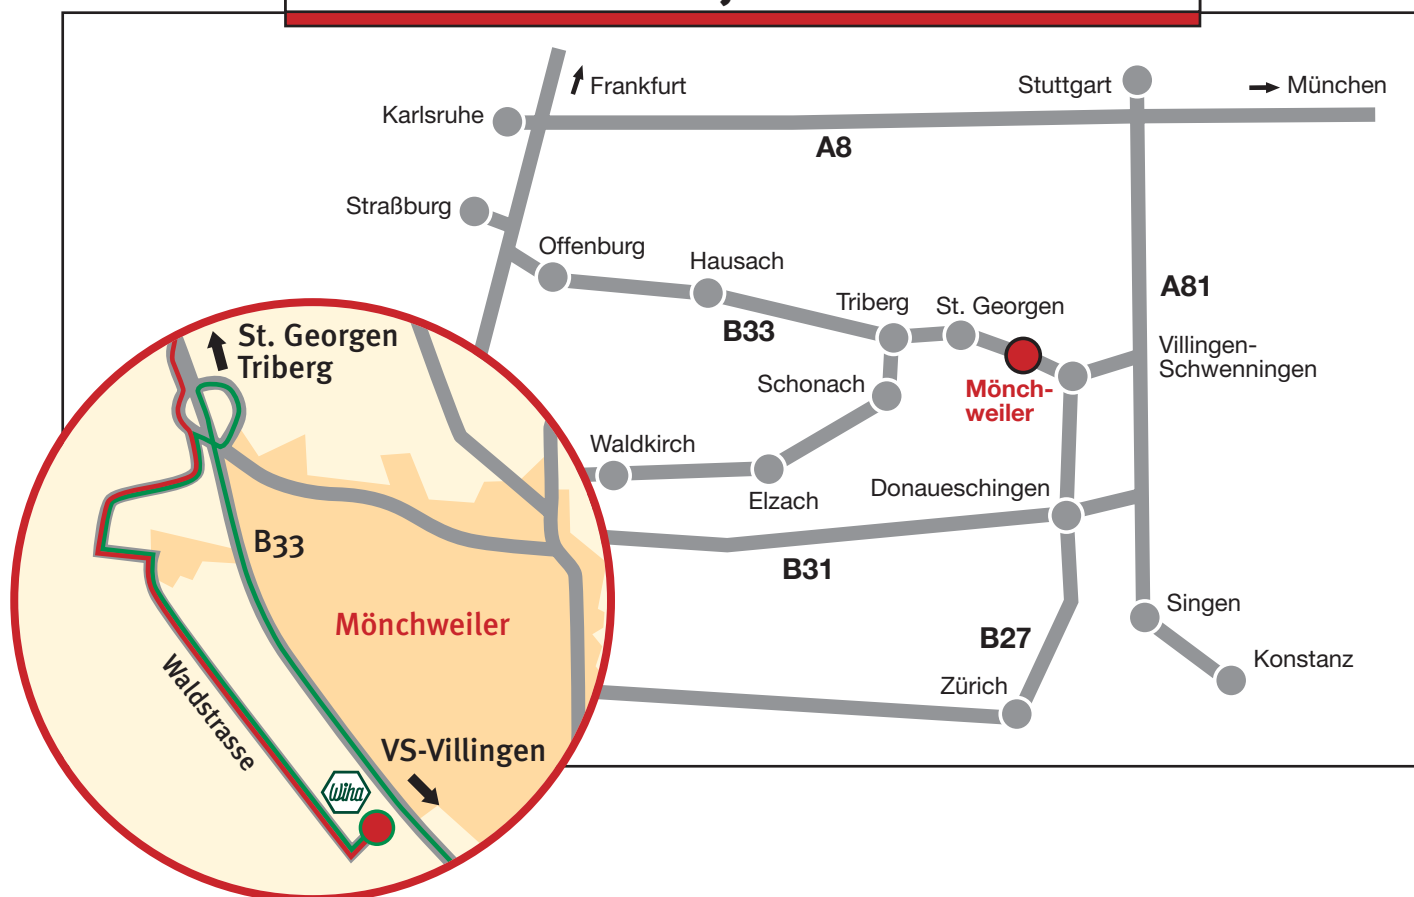 Frankfurt
Stuttgart
München
Karlsruhe
A8
Straßburg
Offenburg
Hausach
A81
Triberg
St. Georgen
B33
Villingen-
Schwenningen
Schonach
Mönch-
weiler
Waldkirch
Elzach
Donaueschingen
B31
Singen
B27
Konstanz
Zürich
St. Georgen
Triberg
B33
Mönchweiler
Waldstrasse
VS-Villingen
Wiha